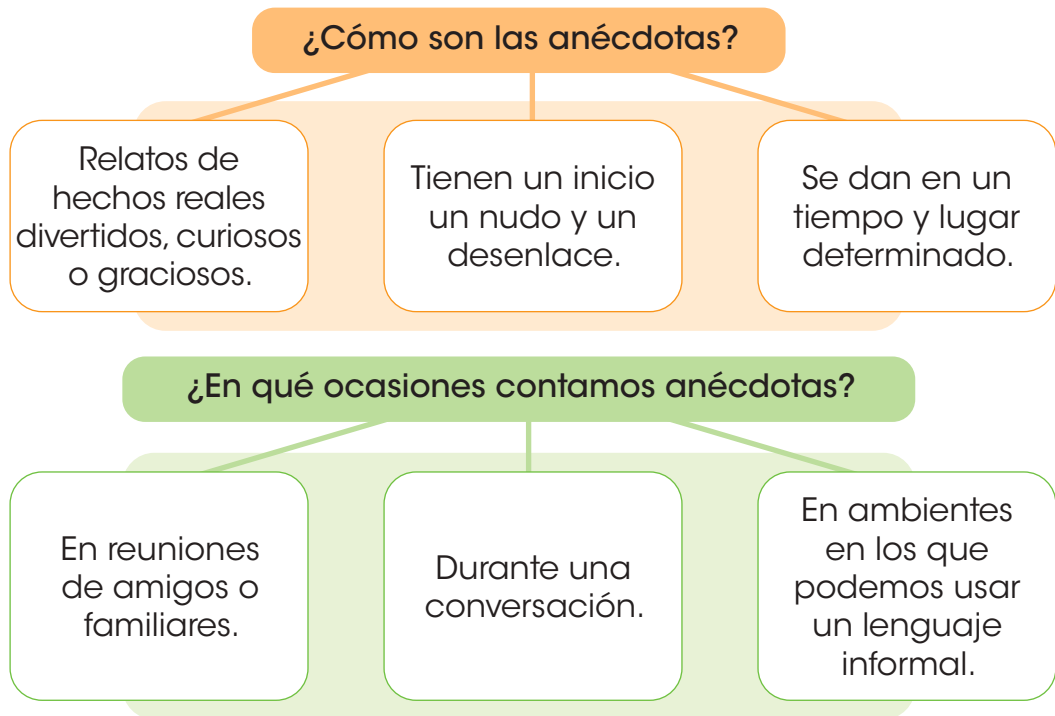 ¿Cómo son las anécdotas?
Relatos de
hechos reales
divertidos, curiosos
o graciosos.
Tienen un inicio
un nudo y un
desenlace.
Se dan en un
tiempo y lugar
determinado.
¿En qué ocasiones contamos anécdotas?
En reuniones
de amigos o
familiares.
Durante una
conversación.
En ambientes
en los que
podemos usar
un lenguaje
informal.